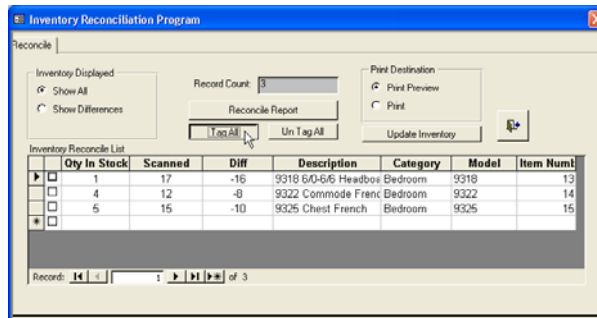 Inventory Reconciliation Program
Reconcile
Inventory Displayed
Show All
Show Differences
Record Count: 3
Reconcile Report
Tag All Un Tag All
Print Destination
Print Preview
Print
Update Inventory
Inventory Reconcile List
Qty In Stock Scanned Diff Description Category Model Item Numb
1 17 -16 9318 6/0-6/6 Headboa Bedroom 9318 13
4 12 -8 9322 Commode Frenc Bedroom 9322 14
5 15 -10 9325 Chest French Bedroom 9325 15
Record: 1 of 3